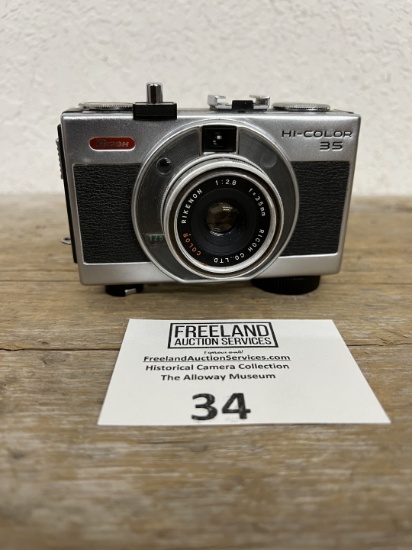 RICOH
HI-COLOR
35
COLOR RIKENON 1:2.8 f=35mm RICOH CO.,LTD
FREELAND
AUCTION SERVICES
FreelandAuctionServices.com
Historical Camera Collection
The Alloway Museum
34